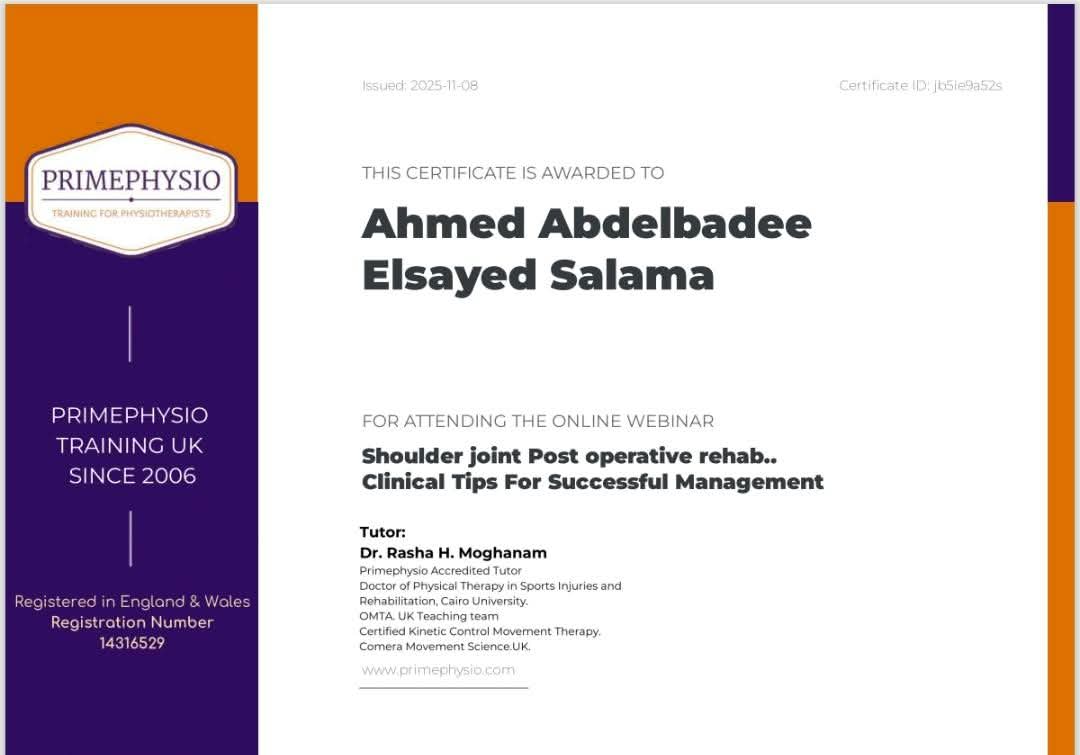 Issued: 2025-11-08
Certificate ID: jb5ie9a52s
PRIMEPHYSIO
TRAINING FOR PHYSIOTHERAPISTS
PRIMEPHYSIO
TRAINING UK
SINCE 2006
Registered in England & Wales
Registration Number
14316529
THIS CERTIFICATE IS AWARDED TO
Ahmed Abdelbadee
Elsayed Salama
FOR ATTENDING THE ONLINE WEBINAR
Shoulder joint Post operative rehab..
Clinical Tips For Successful Management
Tutor:
Dr. Rasha H. Moghanam
Primephysio Accredited Tutor
Doctor of Physical Therapy in Sports Injuries and
Rehabilitation, Cairo University.
OMTA. UK Teaching team
Certified Kinetic Control Movement Therapy.
Comera Movement Science.UK.
www.primephysio.com